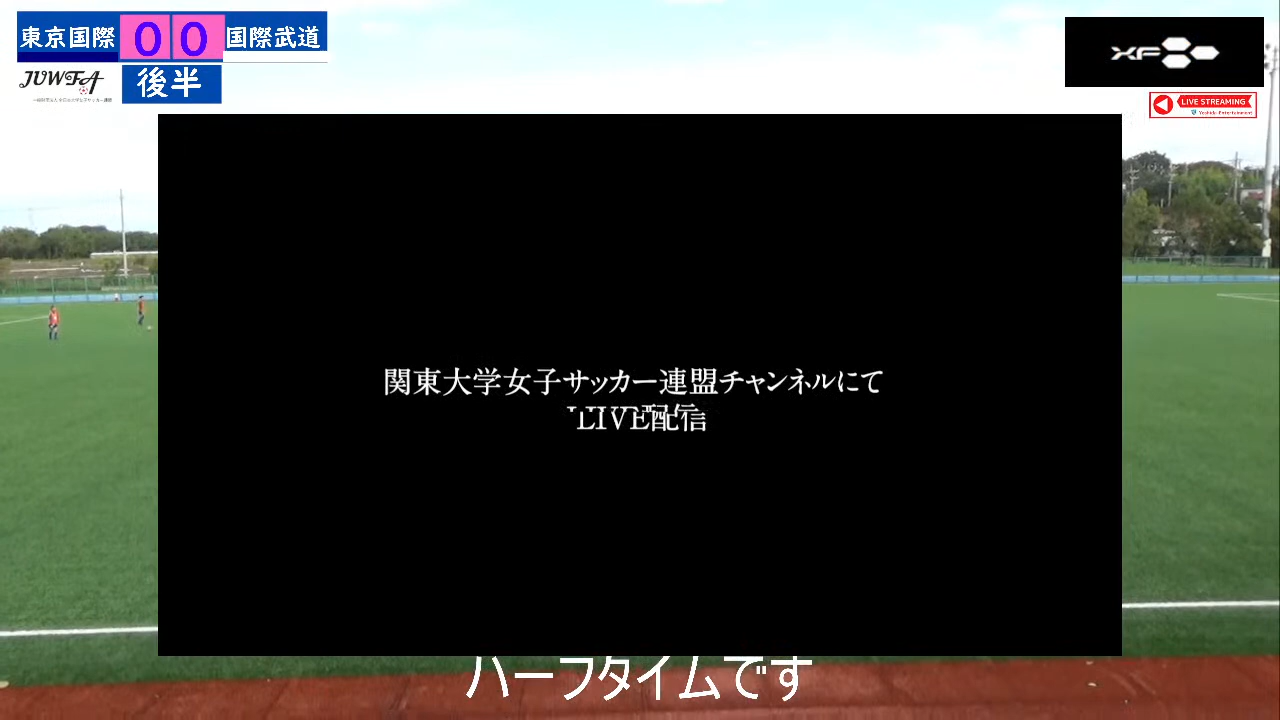 東京国際 0 0 国際武道
JUWFA
後半
XF
LIVE STREAMING
Yoshida Entertainment
関東大学女子サッカー連盟チャンネルにて
LIVE配信
ハーフタイムです